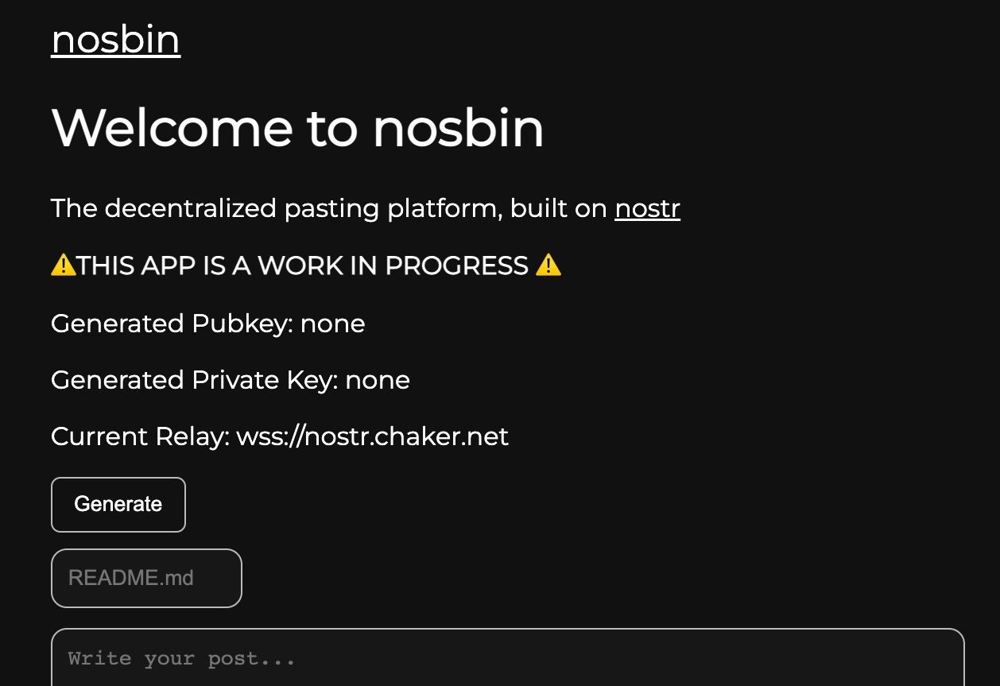 nosbin
Welcome to nosbin
The decentralized pasting platform, built on nostr
⚠️THIS APP IS A WORK IN PROGRESS ⚠️
Generated Pubkey: none
Generated Private Key: none
Current Relay: wss://nostr.chaker.net
Generate
README.md
Write your post...